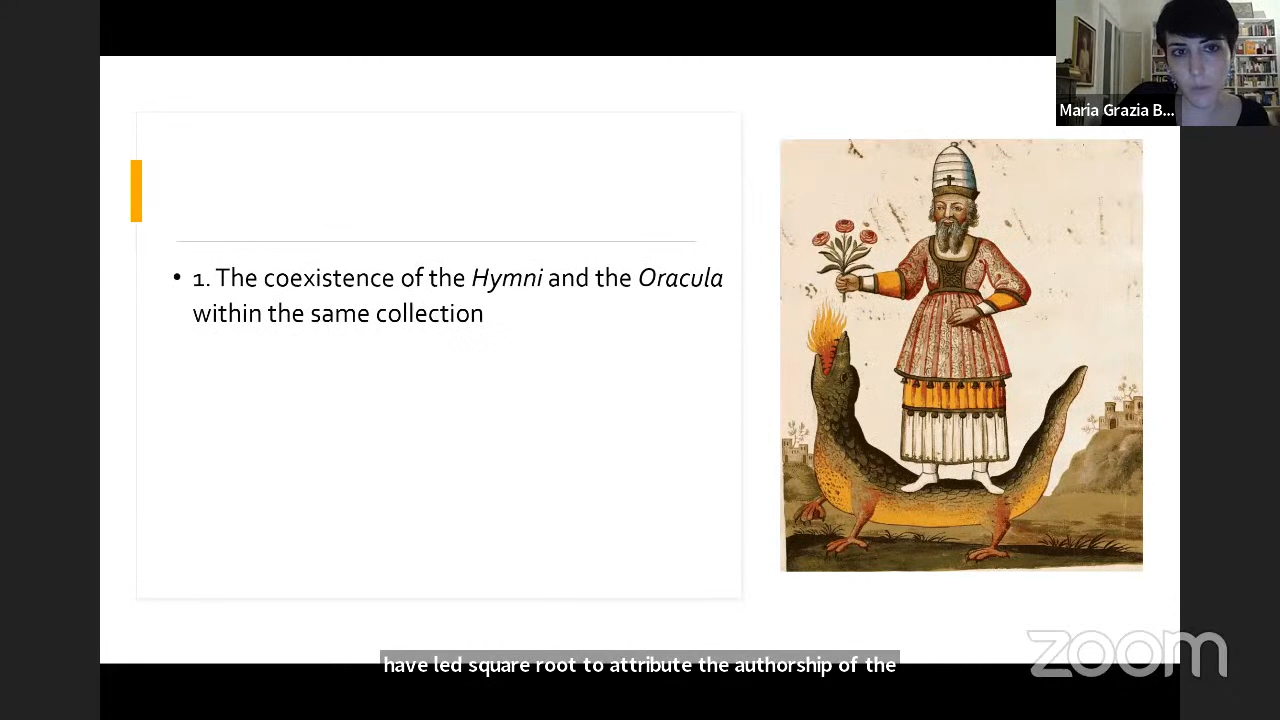 Maria Grazia B...
• 1. The coexistence of the Hymni and the Oracula
within the same collection
have led square root to attribute the authorship of the
zoom